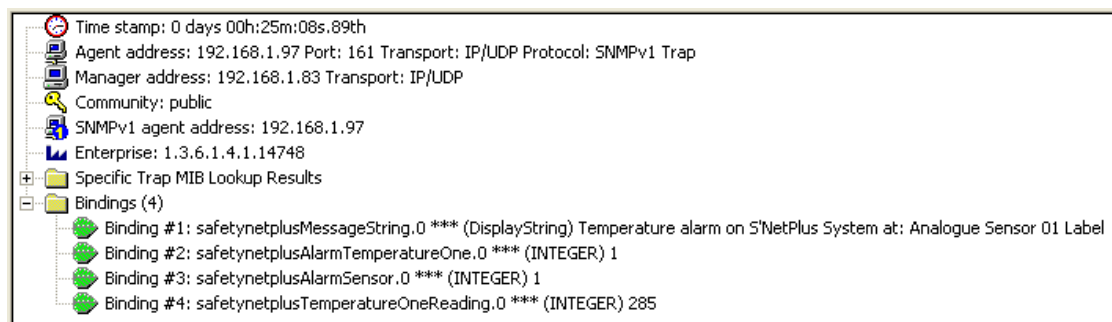 Time stamp: 0 days 00h:25m:08s.89th
Agent address: 192.168.1.97 Port: 161 Transport: IP/UDP Protocol: SNMPv1 Trap
Manager address: 192.168.1.83 Transport: IP/UDP
Community: public
SNMPv1 agent address: 192.168.1.97
Enterprise: 1.3.6.1.4.1.14748
Specific Trap MIB Lookup Results
Bindings (4)
Binding #1: safetynetplusMessageString.0 *** (DisplayString) Temperature alarm on S'NetPlus System at: Analogue Sensor 01 Label
Binding #2: safetynetplusAlarmTemperatureOne.0 *** (INTEGER) 1
Binding #3: safetynetplusAlarmSensor.0 *** (INTEGER) 1
Binding #4: safetynetplusTemperatureOneReading.0 *** (INTEGER) 285